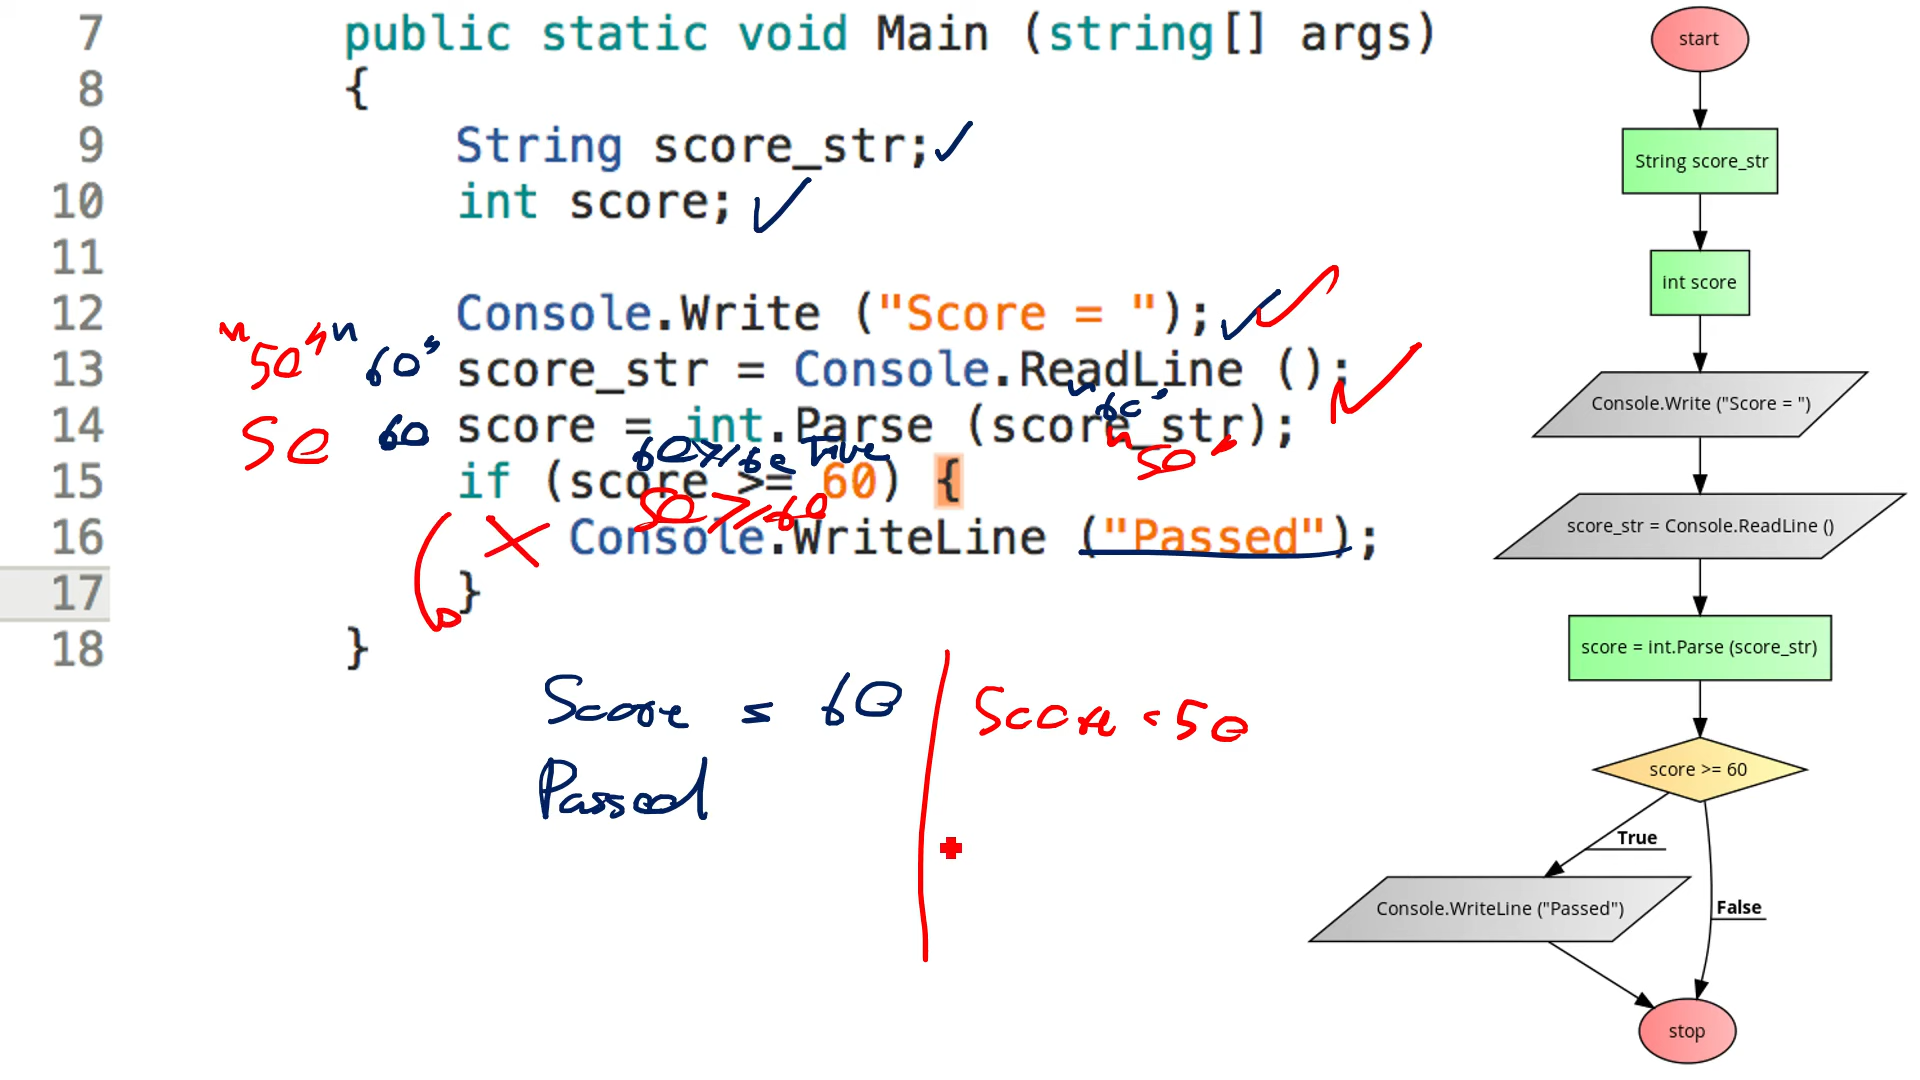 7 public static void Main (string[] args)
8 {
9 String score_str;
10 int score;
11
12 Console.Write ("Score = ");
13 score_str = Console.ReadLine ();
14 score = int.Parse (score_str);
15 if (score >= 60) {
16 Console.WriteLine ("Passed");
17 }
18 }
"50" "60"
50 60
"60"
"50"
60 >= 60 True
50 >= 60
Score = 60
Passed
Score = 50
start
String score_str
int score
Console.Write ("Score = ")
score_str = Console.ReadLine ()
score = int.Parse (score_str)
score >= 60
True
False
Console.WriteLine ("Passed")
stop